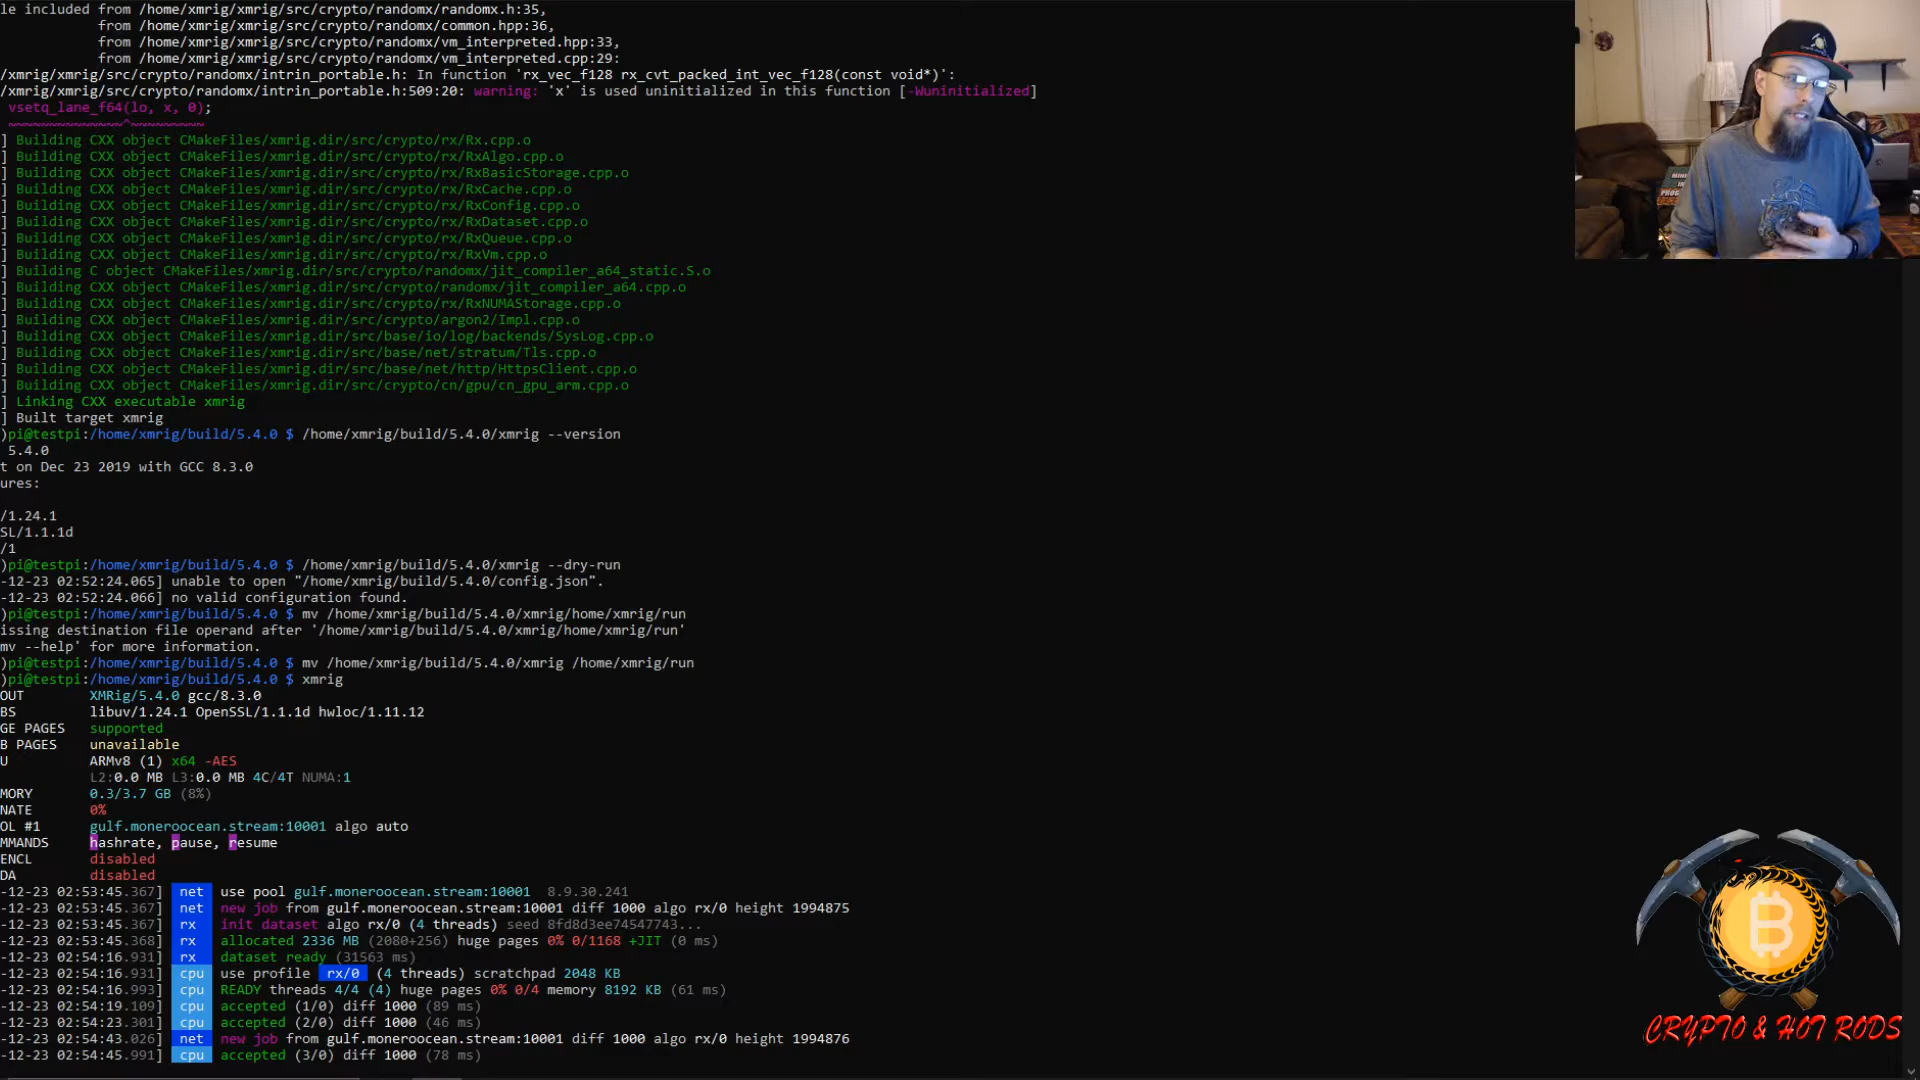 le included from /home/xmrig/xmrig/src/crypto/randomx/randomx.h:35,
from /home/xmrig/xmrig/src/crypto/randomx/common.hpp:36,
from /home/xmrig/xmrig/src/crypto/randomx/vm_interpreted.hpp:33,
from /home/xmrig/xmrig/src/crypto/randomx/vm_interpreted.cpp:29:
/xmrig/xmrig/src/crypto/randomx/intrin_portable.h: In function 'rx_vec_f128 rx_cvt_packed_int_vec_f128(const void*)':
/xmrig/xmrig/src/crypto/randomx/intrin_portable.h:509:20: warning: 'x' is used uninitialized in this function [-Wuninitialized]
vsetq_lane_f64(lo, x, 0);
~~~~~~~~~~~~~~^~~~~~~~~~
] Building CXX object CMakeFiles/xmrig.dir/src/crypto/rx/Rx.cpp.o
] Building CXX object CMakeFiles/xmrig.dir/src/crypto/rx/RxAlgo.cpp.o
] Building CXX object CMakeFiles/xmrig.dir/src/crypto/rx/RxBasicStorage.cpp.o
] Building CXX object CMakeFiles/xmrig.dir/src/crypto/rx/RxCache.cpp.o
] Building CXX object CMakeFiles/xmrig.dir/src/crypto/rx/RxConfig.cpp.o
] Building CXX object CMakeFiles/xmrig.dir/src/crypto/rx/RxDataset.cpp.o
] Building CXX object CMakeFiles/xmrig.dir/src/crypto/rx/RxQueue.cpp.o
] Building CXX object CMakeFiles/xmrig.dir/src/crypto/rx/RxVm.cpp.o
] Building C object CMakeFiles/xmrig.dir/src/crypto/randomx/jit_compiler_a64_static.S.o
] Building CXX object CMakeFiles/xmrig.dir/src/crypto/randomx/jit_compiler_a64.cpp.o
] Building CXX object CMakeFiles/xmrig.dir/src/crypto/rx/RxNUMAStorage.cpp.o
] Building CXX object CMakeFiles/xmrig.dir/src/crypto/argon2/Impl.cpp.o
] Building CXX object CMakeFiles/xmrig.dir/src/base/io/log/backends/SysLog.cpp.o
] Building CXX object CMakeFiles/xmrig.dir/src/base/net/stratum/Tls.cpp.o
] Building CXX object CMakeFiles/xmrig.dir/src/base/net/http/HttpsClient.cpp.o
] Building CXX object CMakeFiles/xmrig.dir/src/crypto/cn/gpu/cn_gpu_arm.cpp.o
] Linking CXX executable xmrig
] Built target xmrig
)pi@testpi:/home/xmrig/build/5.4.0 $ /home/xmrig/build/5.4.0/xmrig --version
5.4.0
t on Dec 23 2019 with GCC 8.3.0
ures:
/1.24.1
SL/1.1.1d
/1
)pi@testpi:/home/xmrig/build/5.4.0 $ /home/xmrig/build/5.4.0/xmrig --dry-run
-12-23 02:52:24.065] unable to open "/home/xmrig/build/5.4.0/config.json".
-12-23 02:52:24.066] no valid configuration found.
)pi@testpi:/home/xmrig/build/5.4.0 $ mv /home/xmrig/build/5.4.0/xmrig/home/xmrig/run
issing destination file operand after '/home/xmrig/build/5.4.0/xmrig/home/xmrig/run'
mv --help' for more information.
)pi@testpi:/home/xmrig/build/5.4.0 $ mv /home/xmrig/build/5.4.0/xmrig /home/xmrig/run
)pi@testpi:/home/xmrig/build/5.4.0 $ xmrig
OUT XMRig/5.4.0 gcc/8.3.0
BS libuv/1.24.1 OpenSSL/1.1.1d hwloc/1.11.12
GE PAGES supported
B PAGES unavailable
U ARMv8 (1) x64 -AES
L2:0.0 MB L3:0.0 MB 4C/4T NUMA:1
MORY 0.3/3.7 GB (8%)
NATE 0%
OL #1 gulf.moneroocean.stream:10001 algo auto
MMANDS hashrate, pause, resume
ENCL disabled
DA disabled
-12-23 02:53:45.367] net use pool gulf.moneroocean.stream:10001 8.9.30.241
-12-23 02:53:45.367] net new job from gulf.moneroocean.stream:10001 diff 1000 algo rx/0 height 1994875
-12-23 02:53:45.367] rx init dataset algo rx/0 (4 threads) seed 8fd8d3ee74547743...
-12-23 02:53:45.368] rx allocated 2336 MB (2080+256) huge pages 0% 0/1168 +JIT (0 ms)
-12-23 02:54:16.931] rx dataset ready (31563 ms)
-12-23 02:54:16.931] cpu use profile rx/0 (4 threads) scratchpad 2048 KB
-12-23 02:54:16.993] cpu READY threads 4/4 (4) huge pages 0% 0/4 memory 8192 KB (61 ms)
-12-23 02:54:19.109] cpu accepted (1/0) diff 1000 (89 ms)
-12-23 02:54:23.301] cpu accepted (2/0) diff 1000 (46 ms)
-12-23 02:54:43.026] net new job from gulf.moneroocean.stream:10001 diff 1000 algo rx/0 height 1994876
-12-23 02:54:45.991] cpu accepted (3/0) diff 1000 (78 ms)
CRYPTO & HOT RODS